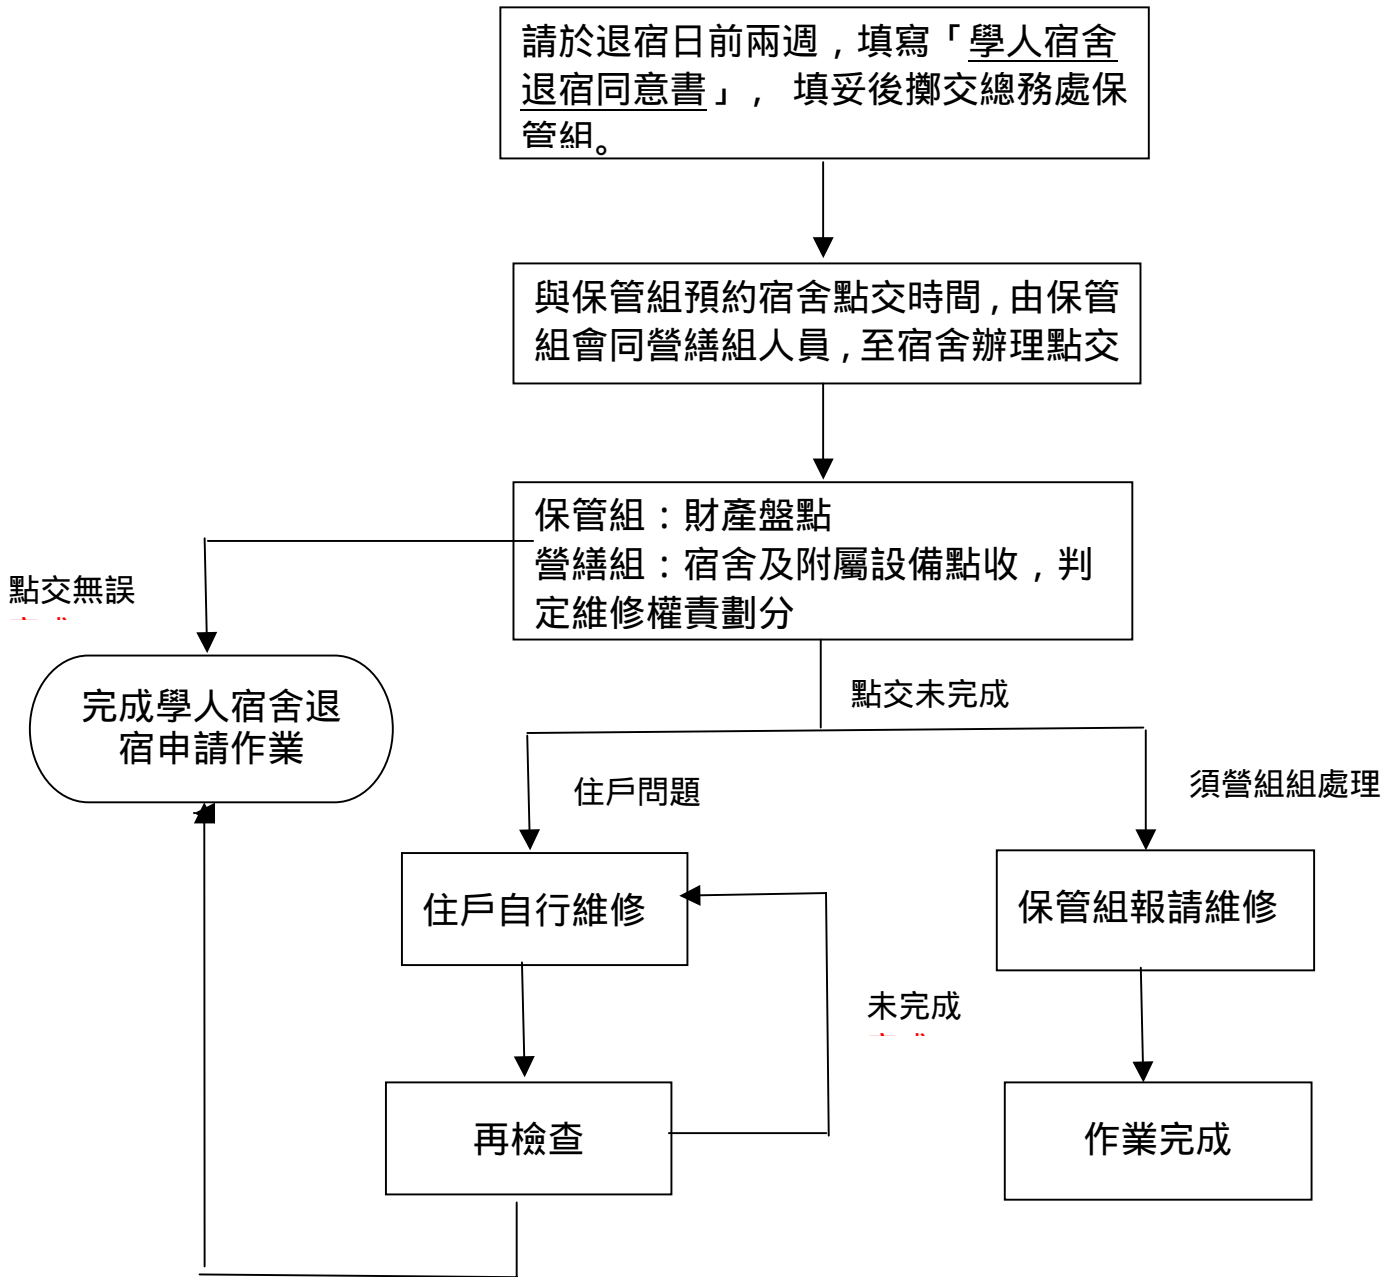 請於退宿日前兩週，填寫「學人宿舍
退宿同意書」， 填妥後擲交總務處保
管組。
與保管組預約宿舍點交時間，由保管
組會同營繕組人員，至宿舍辦理點交
保管組：財產盤點
營繕組：宿舍及附屬設備點收，判
定維修權責劃分
點交無誤
完成學人宿舍退
宿申請作業
點交未完成
住戶問題
須營組組處理
住戶自行維修
保管組報請維修
未完成
再檢查
作業完成